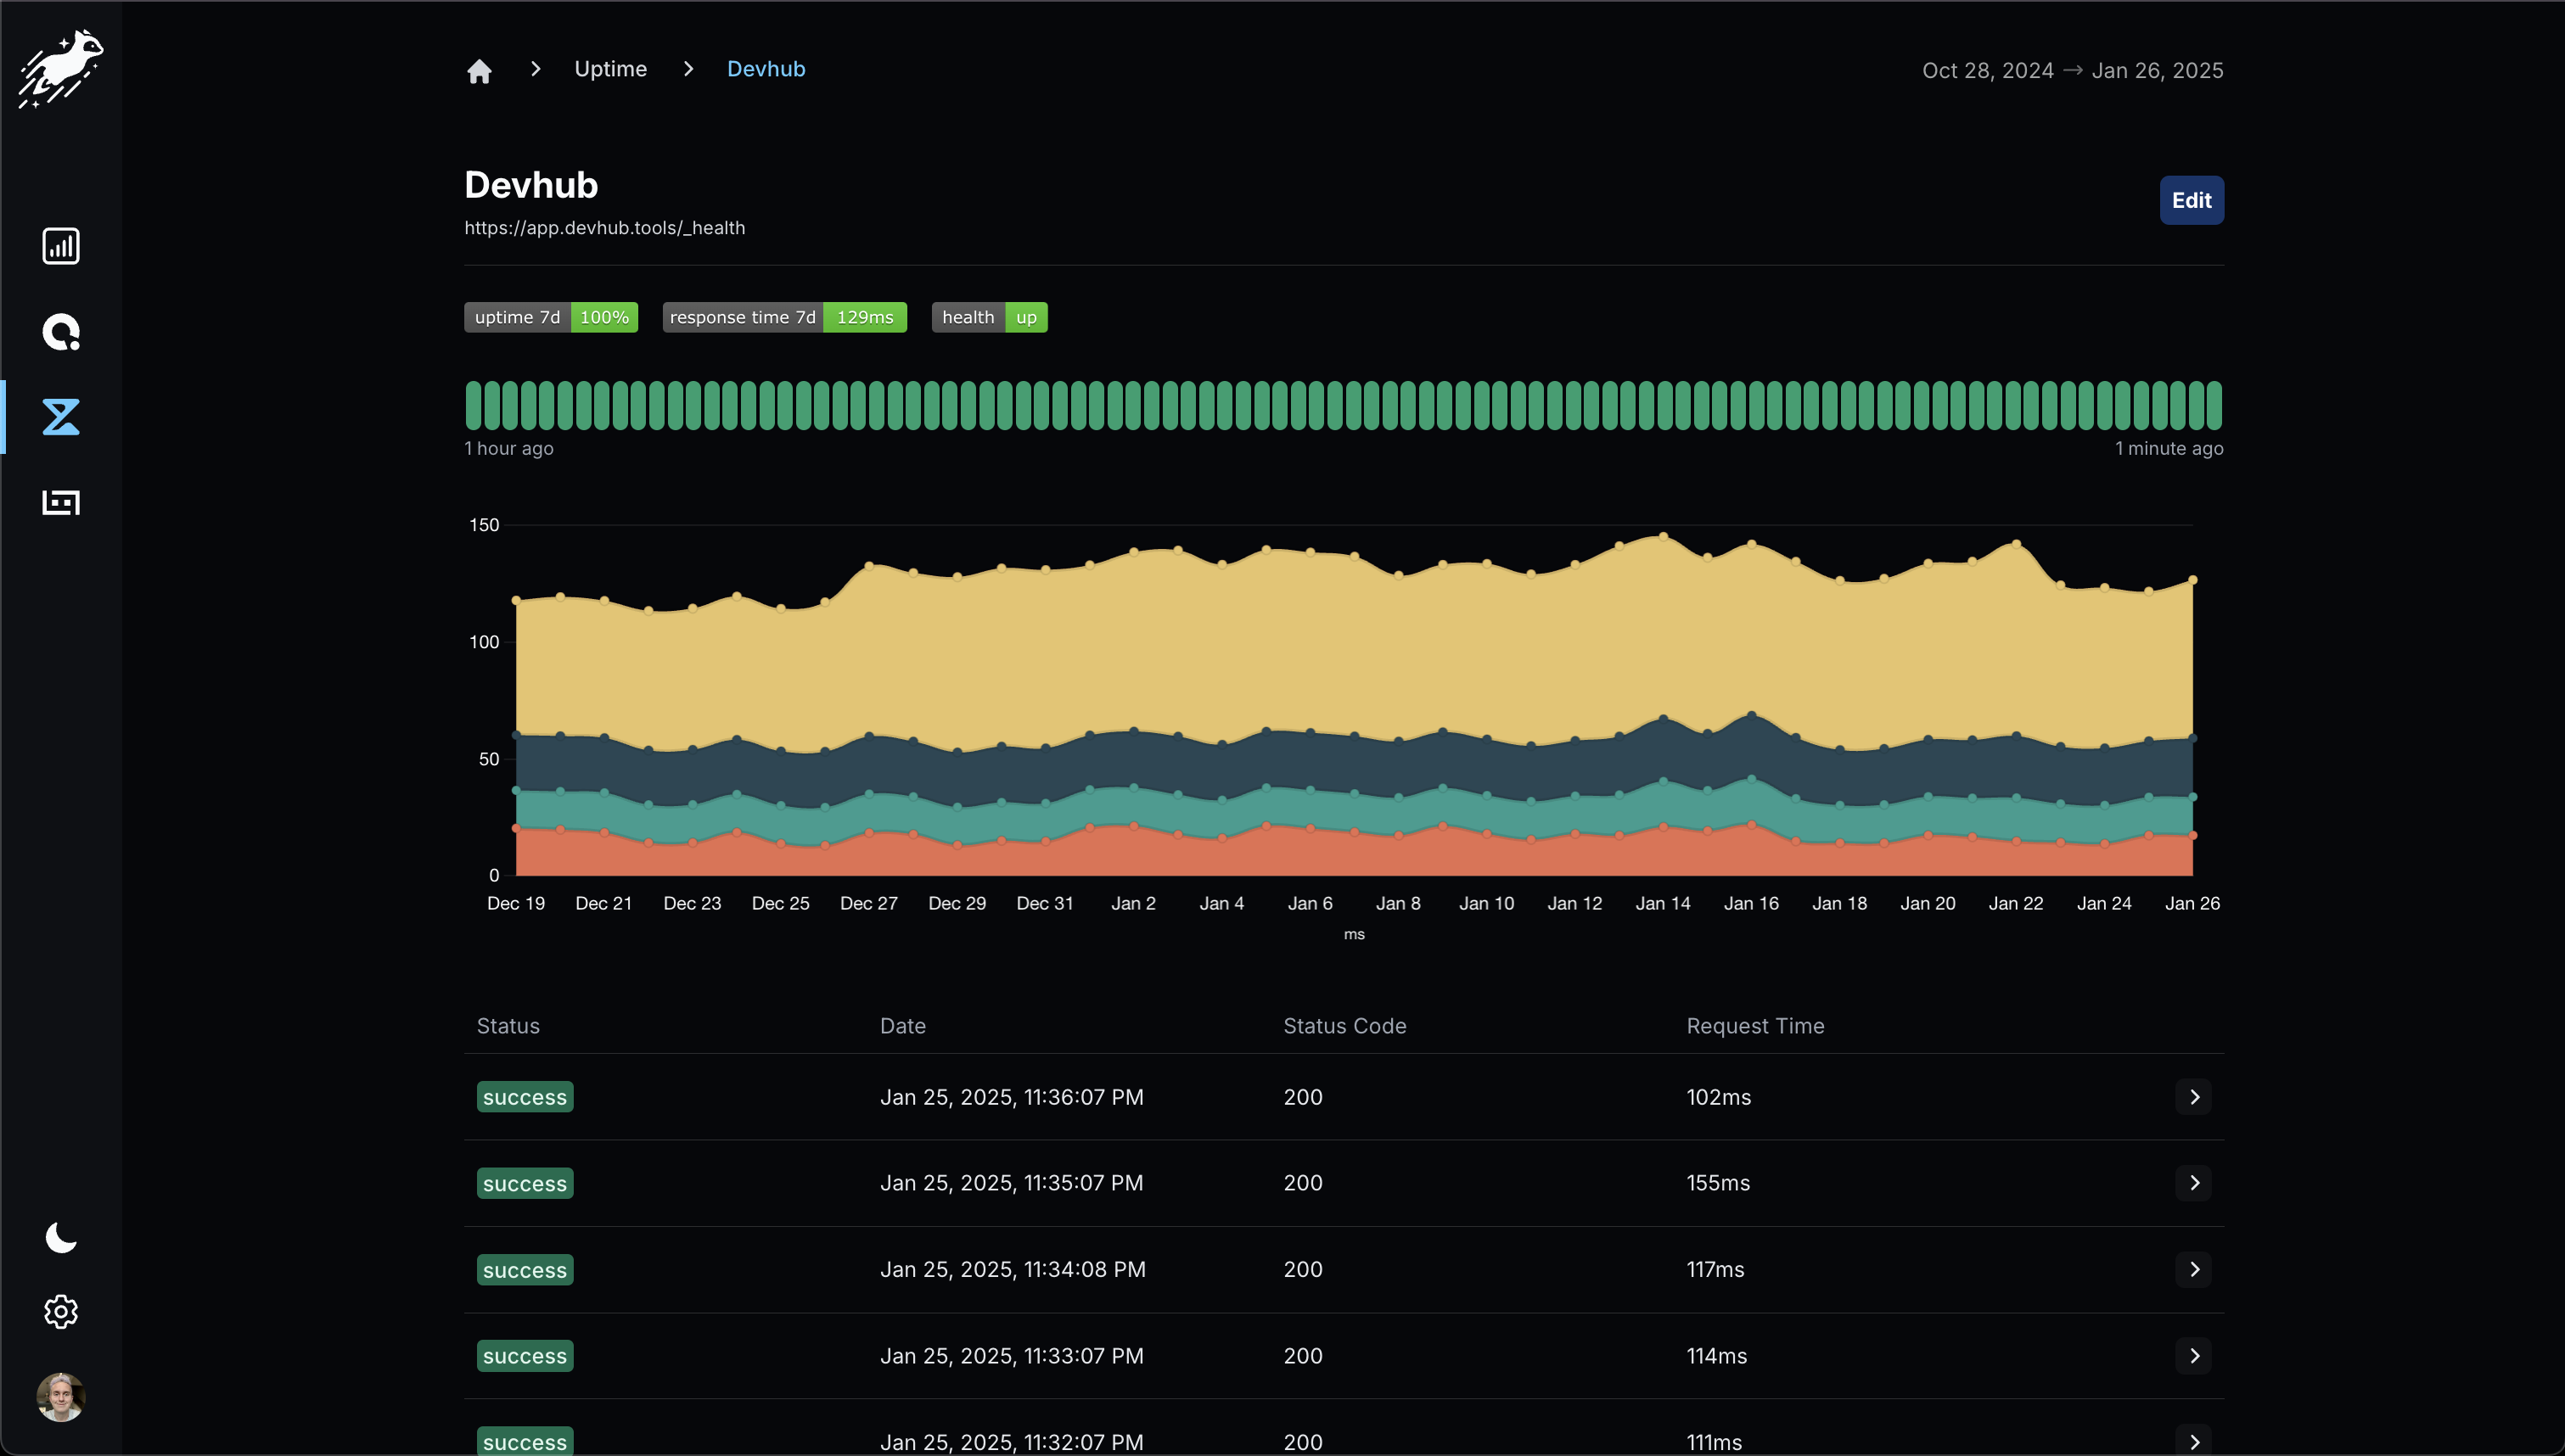 Uptime Devhub Oct 28, 2024 → Jan 26, 2025
Devhub
Edit
https://app.devhub.tools/_health
uptime 7d 100% response time 7d 129ms health up
1 hour ago 1 minute ago
150
100
50
0
Dec 19 Dec 21 Dec 23 Dec 25 Dec 27 Dec 29 Dec 31 Jan 2 Jan 4 Jan 6 Jan 8 Jan 10 Jan 12 Jan 14 Jan 16 Jan 18 Jan 20 Jan 22 Jan 24 Jan 26
ms
Status Date Status Code Request Time
success Jan 25, 2025, 11:36:07 PM 200 102ms
success Jan 25, 2025, 11:35:07 PM 200 155ms
success Jan 25, 2025, 11:34:08 PM 200 117ms
success Jan 25, 2025, 11:33:07 PM 200 114ms
success Jan 25, 2025, 11:32:07 PM 200 111ms